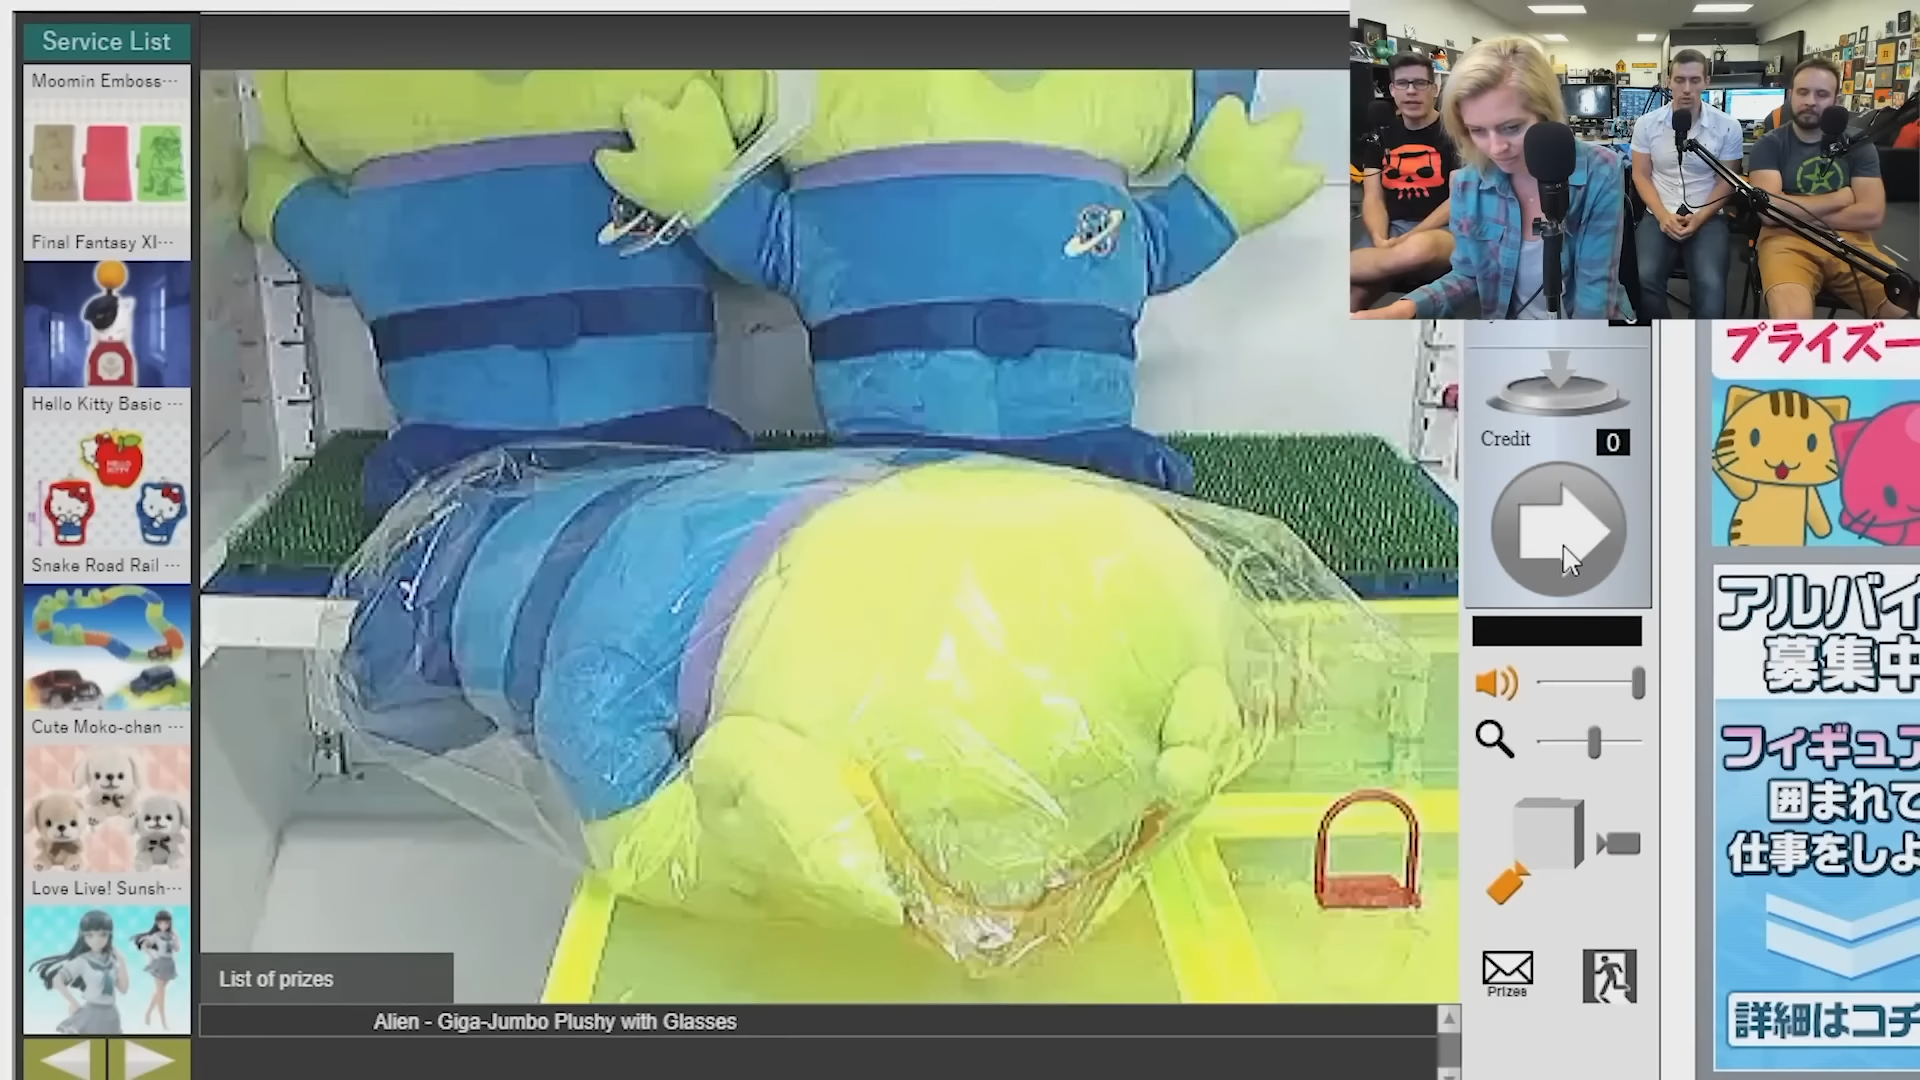 Service List
Moomin Emboss···
Final Fantasy XI···
Hello Kitty Basic ···
HELLO KITTY
Snake Road Rail ···
Cute Moko-chan ···
Love Live! Sunsh···
List of prizes
Alien - Giga-Jumbo Plushy with Glasses
Credit
0
Prizes
プライズー
アルバイ
募集中
フィギュア
囲まれて
仕事をしよ
詳細はコチ